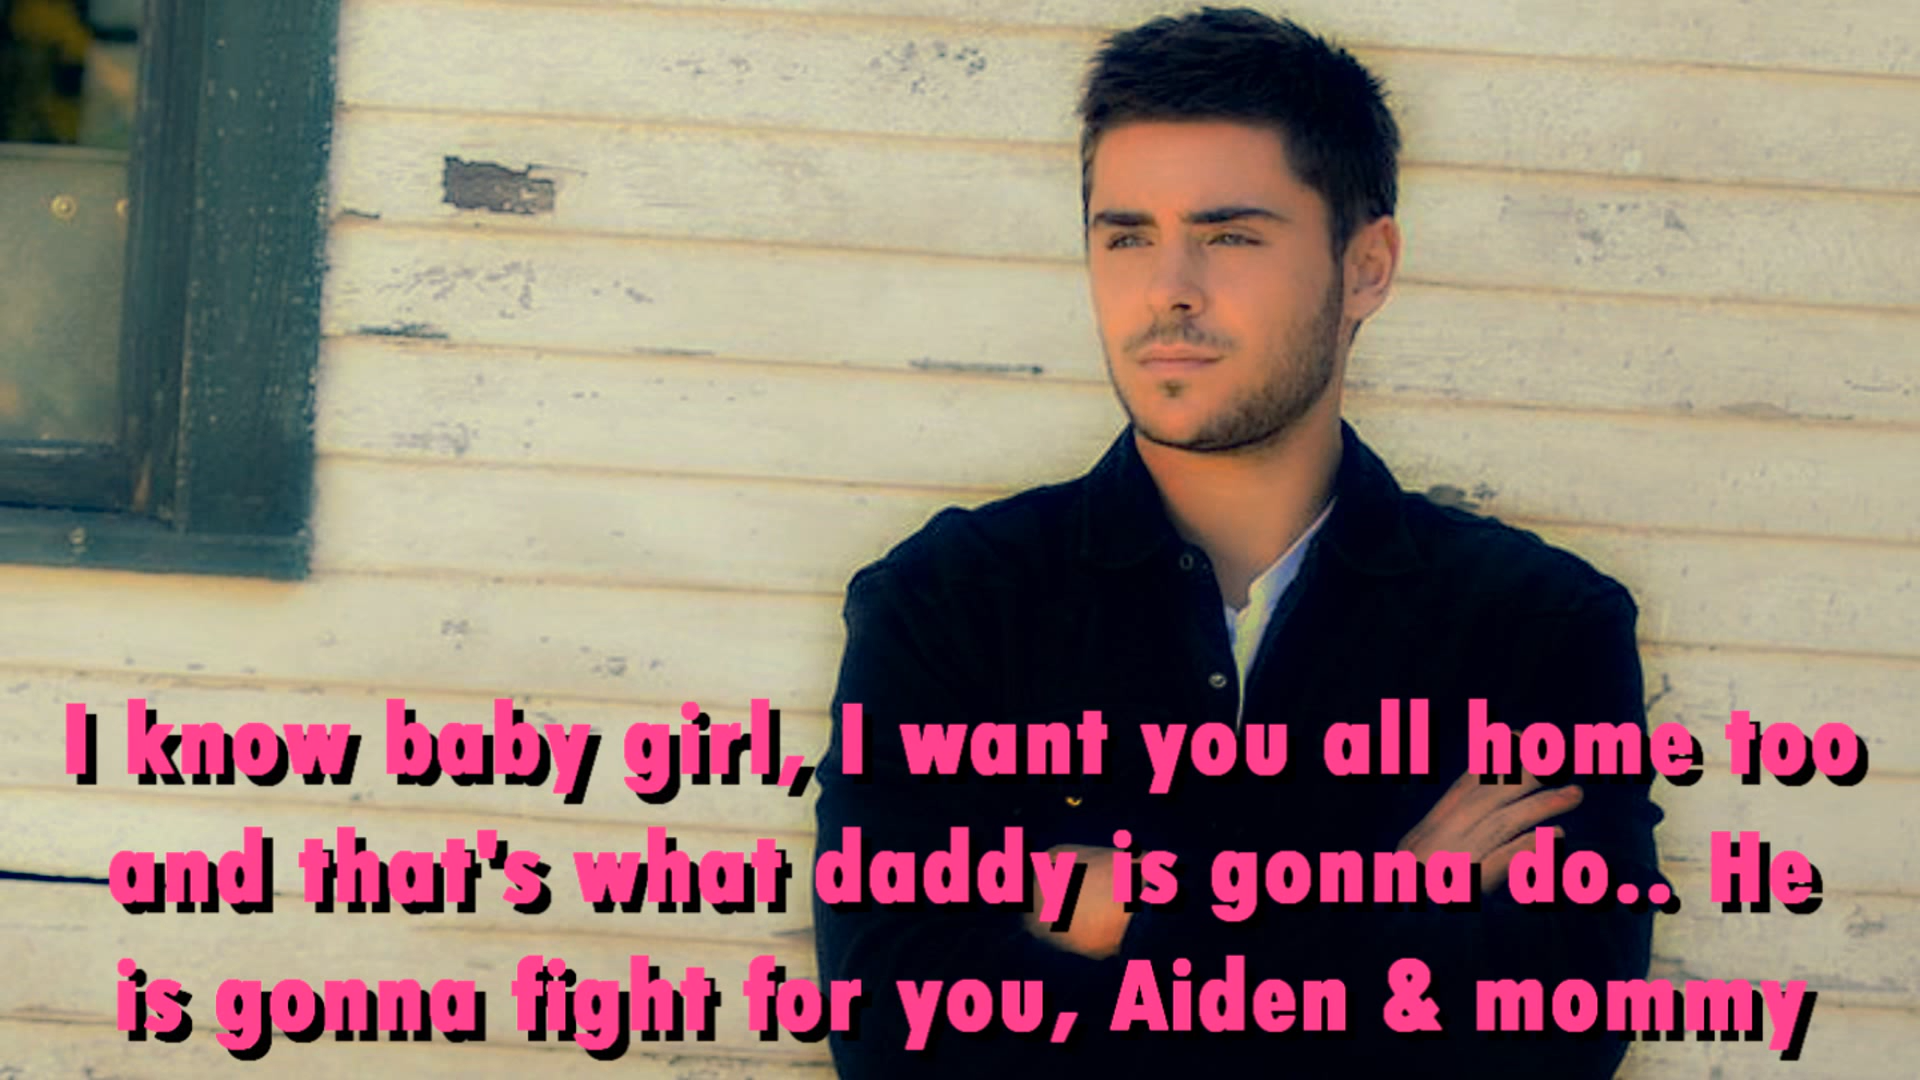 I know baby girl, I want you all home too
and that's what daddy is gonna do.. He
is gonna fight for you, Aiden & mommy